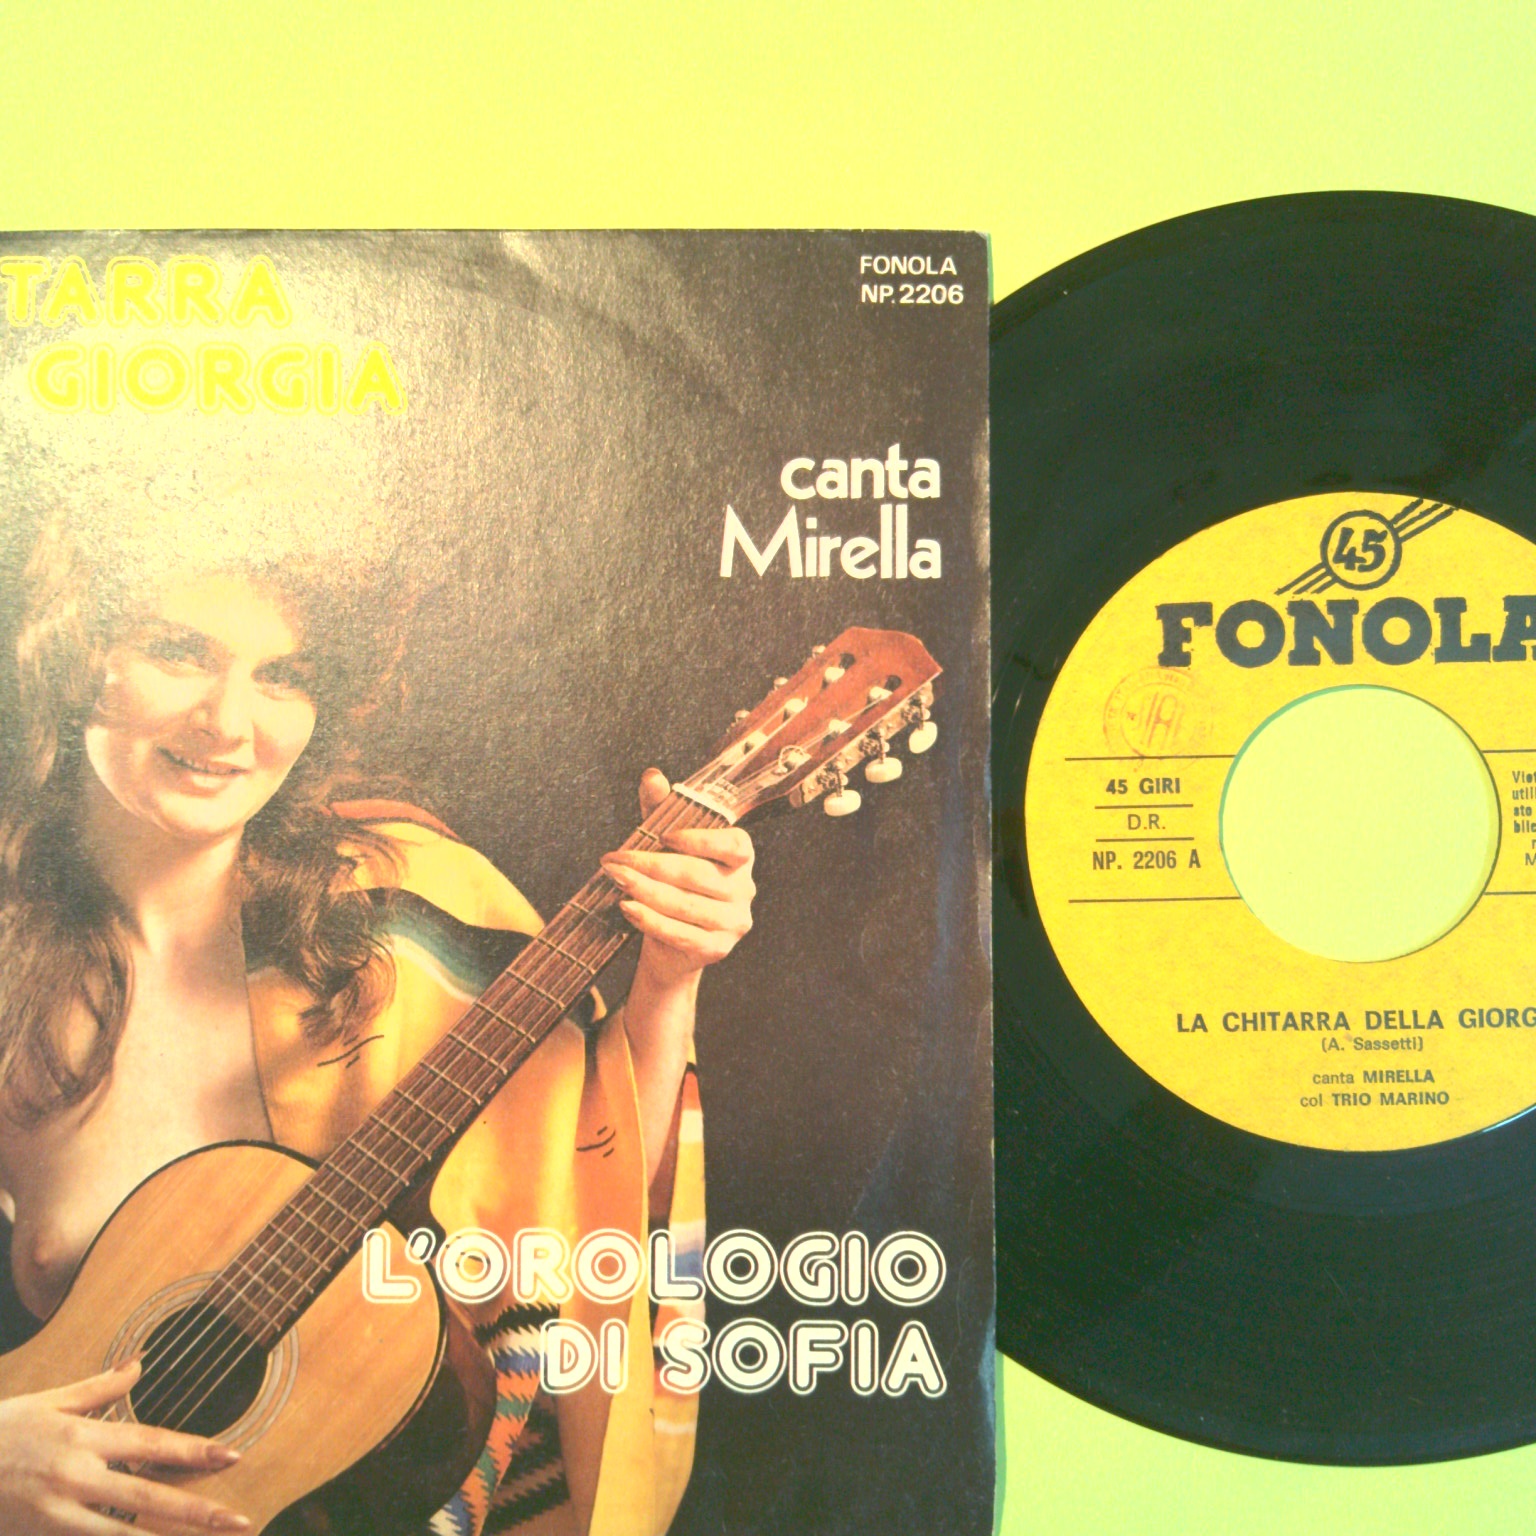 TARRA
GIORGIA
FONOLA
NP. 2206
canta
Mirella
L'OROLOGIO
DI SOFIA
45
FONOLA
45 GIRI
D.R.
NP. 2206 A
LA CHITARRA DELLA GIORG
(A. Sassetti)
canta MIRELLA
col TRIO MARINO